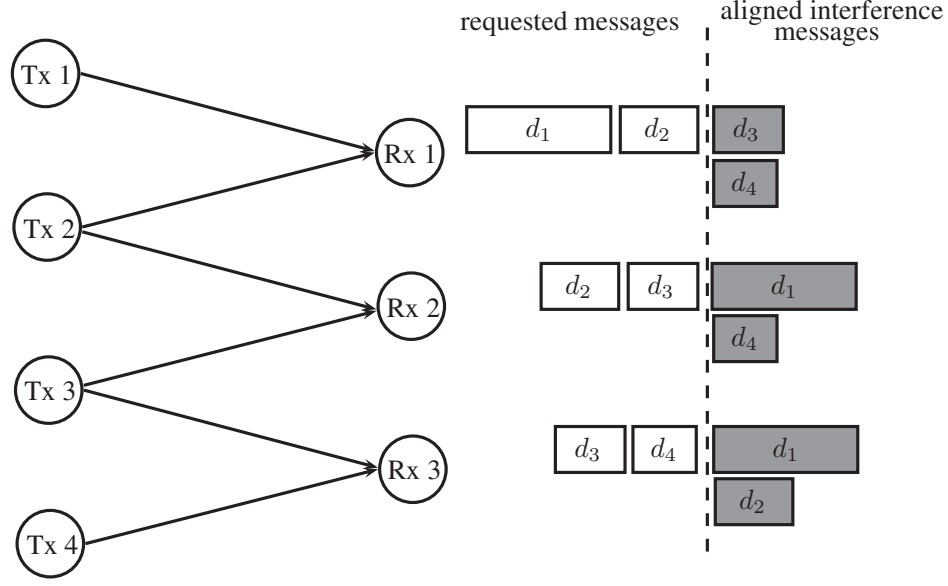 requested messages
aligned interference
messages
Tx 1
Rx 1
d₁
d₂
d₃
d₄
Tx 2
Rx 2
d₂
d₃
d₁
d₄
Tx 3
Rx 3
d₃
d₄
d₁
d₂
Tx 4